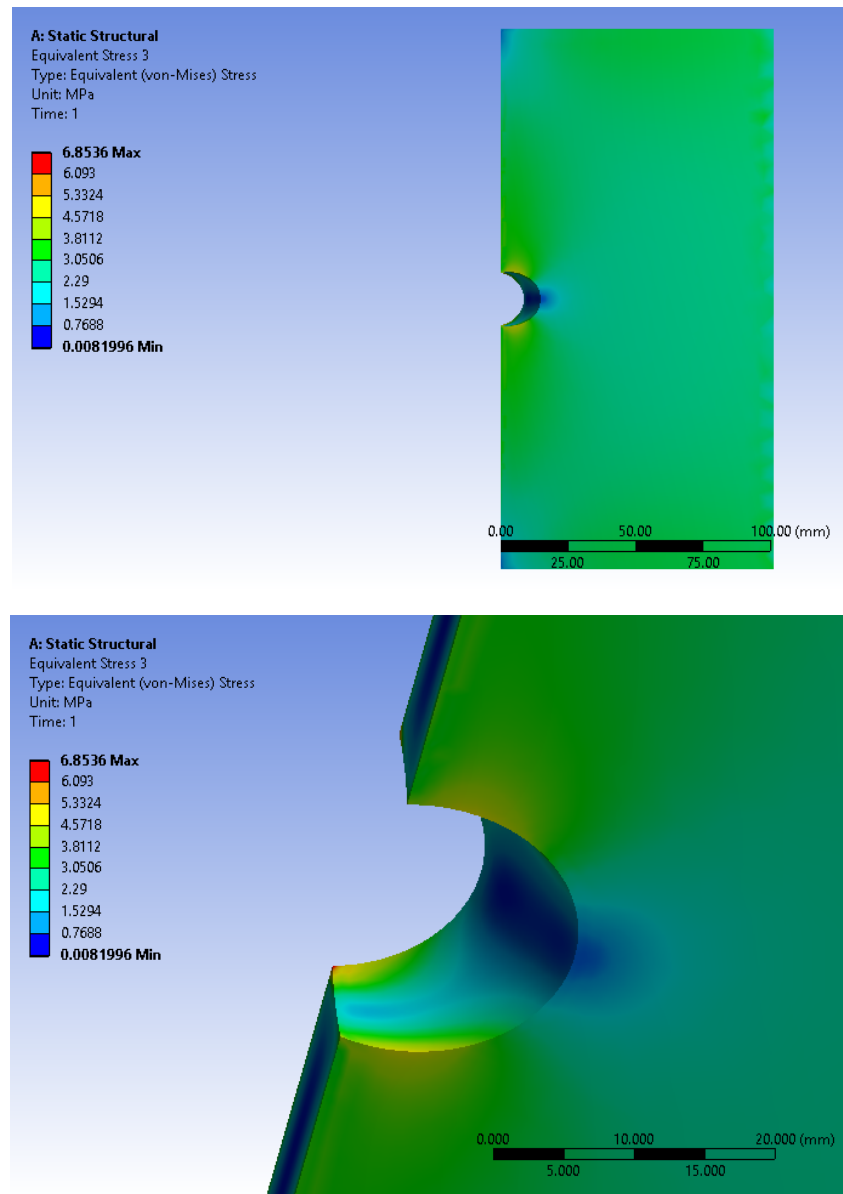 A: Static Structural
Equivalent Stress 3
Type: Equivalent (von-Mises) Stress
Unit: MPa
Time: 1
6.8536 Max
6.093
5.3324
4.5718
3.8112
3.0506
2.29
1.5294
0.7688
0.0081996 Min
0.00 50.00 100.00 (mm)
25.00 75.00
A: Static Structural
Equivalent Stress 3
Type: Equivalent (von-Mises) Stress
Unit: MPa
Time: 1
6.8536 Max
6.093
5.3324
4.5718
3.8112
3.0506
2.29
1.5294
0.7688
0.0081996 Min
0.000 10.000 20.000 (mm)
5.000 15.000